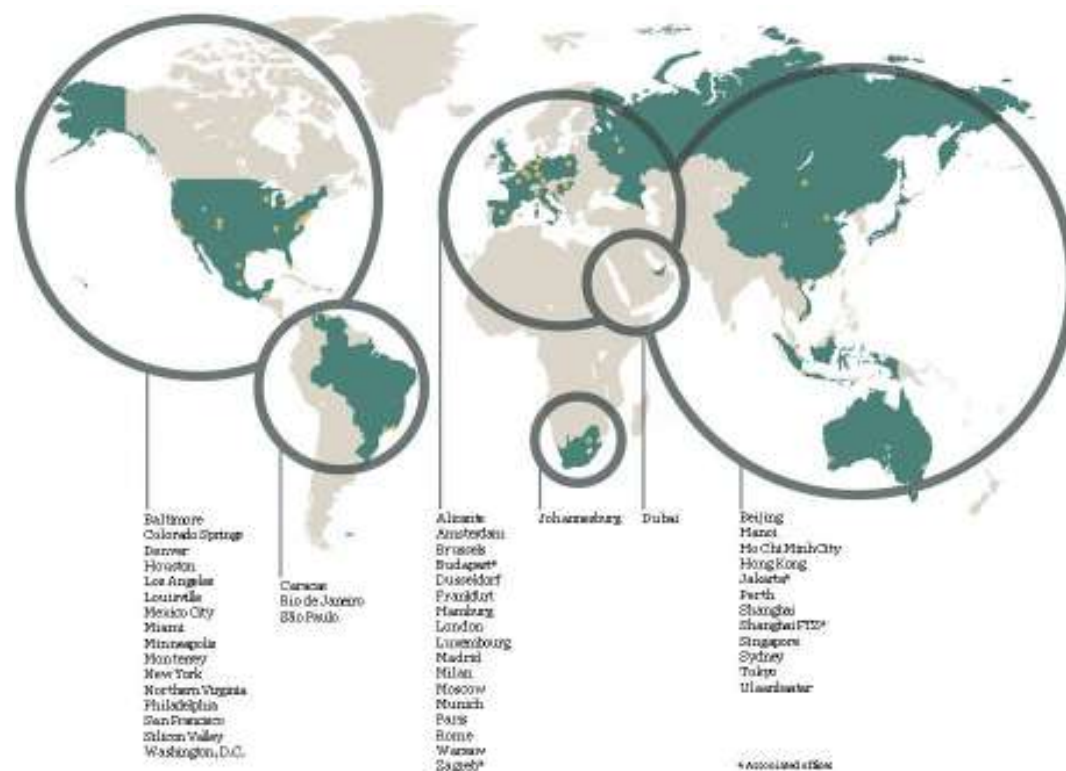 Baltimore
Colorado Springs
Denver
Houston
Los Angeles
Louisville
Mexico City
Miami
Minneapolis
Monterrey
New York
Northern Virginia
Philadelphia
San Francisco
Silicon Valley
Washington, D.C.
Caracas
Rio de Janeiro
São Paulo
Alicante
Amsterdam
Brussels
Budapest*
Dusseldorf
Frankfurt
Hamburg
London
Luxembourg
Madrid
Milan
Moscow
Munich
Paris
Rome
Warsaw
Zagreb*
Johannesburg
Dubai
Beijing
Hanoi
Ho Chi Minh City
Hong Kong
Jakarta*
Perth
Shanghai
Shanghai FTZ*
Singapore
Sydney
Tokyo
Ulaanbaatar
* Associated offices